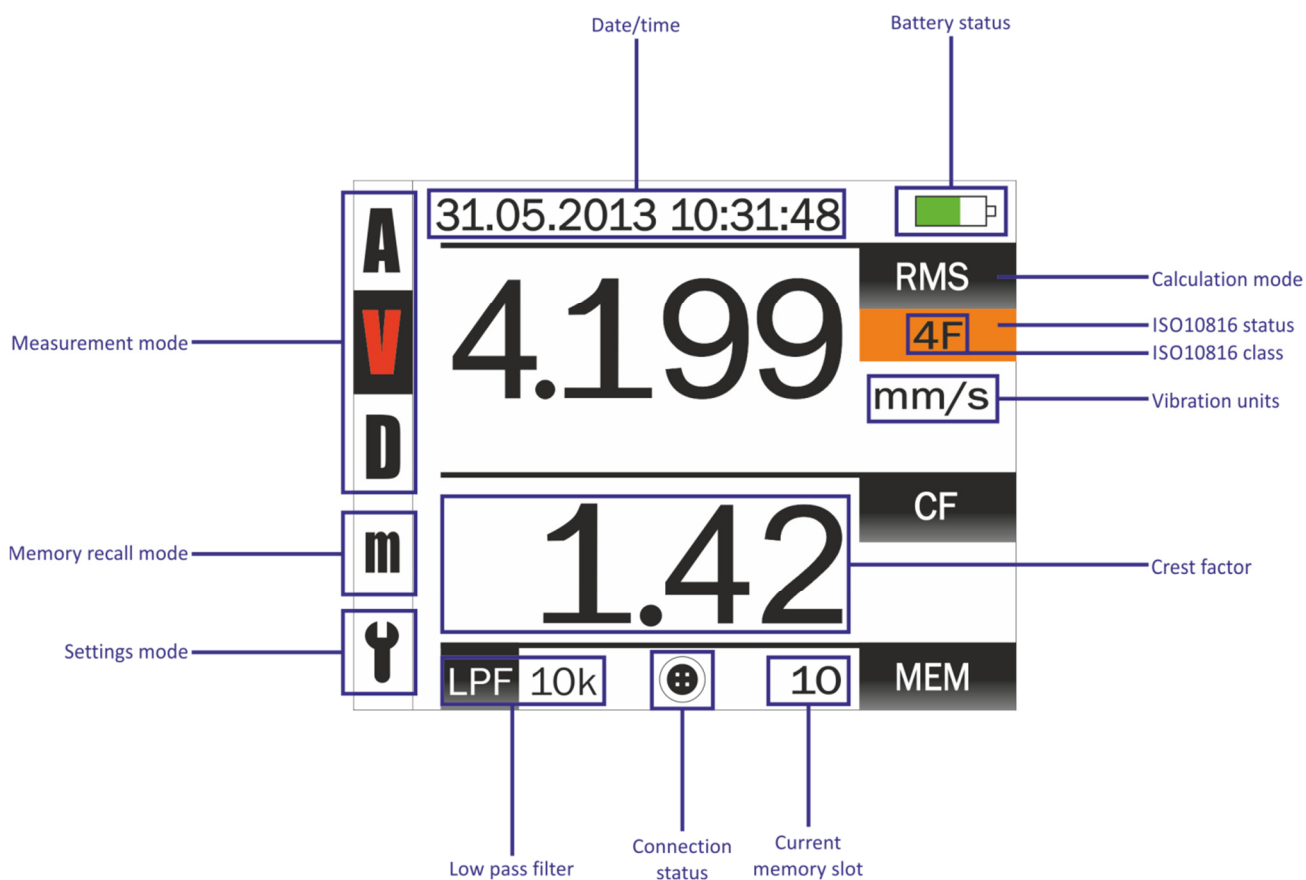 Date/time
Battery status
31.05.2013 10:31:48
A
V
D
m
4.199
RMS
4F
mm/s
Calculation mode
ISO10816 status
ISO10816 class
Vibration units
Measurement mode
Memory recall mode
Settings mode
1.42
CF
Crest factor
LPF 10k
10
MEM
Low pass filter
Connection
status
Current
memory slot